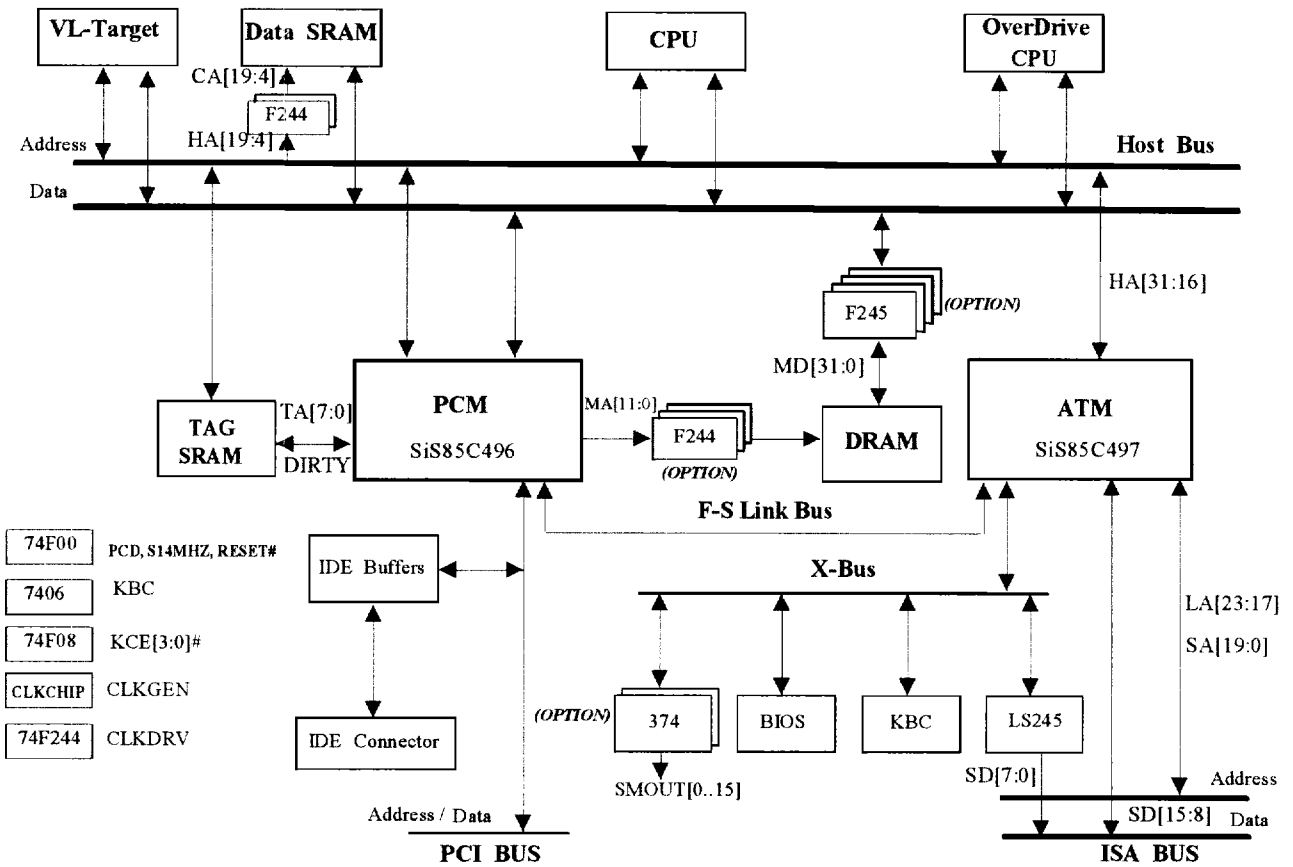 VL-Target
Data SRAM
CPU
OverDrive
CPU
CA[19:4]
F244
HA[19:4]
Address
Host Bus
Data
HA[31:16]
F245
(OPTION)
MD[31:0]
TAG
SRAM
TA[7:0]
DIRTY
PCM
SiS85C496
MA[11:0]
F244
(OPTION)
DRAM
ATM
SiS85C497
F-S Link Bus
74F00
PCD, S14MHZ, RESET#
7406
KBC
74F08
KCE[3:0]#
CLKCHIP
CLKGEN
74F244
CLKDRV
IDE Buffers
IDE Connector
X-Bus
LA[23:17]
SA[19:0]
(OPTION)
374
BIOS
KBC
LS245
SMOUT[0..15]
SD[7:0]
Address
SD[15:8]
Data
Address / Data
PCI BUS
ISA BUS